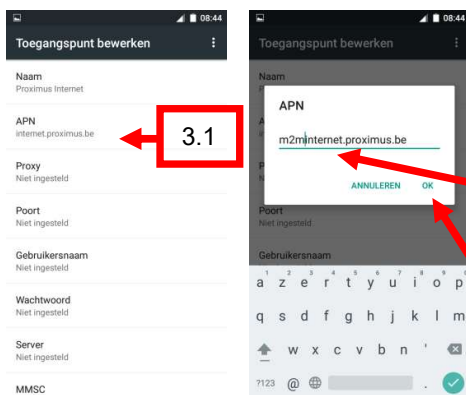 08:44
Toegangspunt bewerken
Naam
Proximus Internet
APN
internet.proximus.be
3.1
Proxy
Niet ingesteld
Poort
Niet ingesteld
Gebruikersnaam
Niet ingesteld
Wachtwoord
Niet ingesteld
Server
Niet ingesteld
MMSC
08:44
Toegangspunt bewerken
Naam
APN
m2minternet.proximus.be
ANNULEREN OK
Poort
Niet ingesteld
Gebruikersnaam
1 2 3 4 5 6 7 8 9
a z e r t y u i o p
q s d f g h j k l m
w x c v b n '
?123 @ .